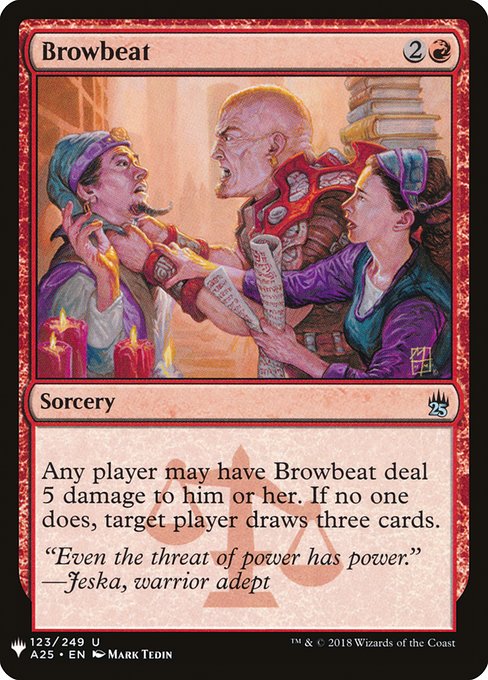 Browbeat
2
Sorcery
25
Any player may have Browbeat deal
5 damage to him or her. If no one
does, target player draws three cards.
“Even the threat of power has power.”
—Jeska, warrior adept
123/249 U
A25 • EN Mark Tedin
™ & © 2018 Wizards of the Coast